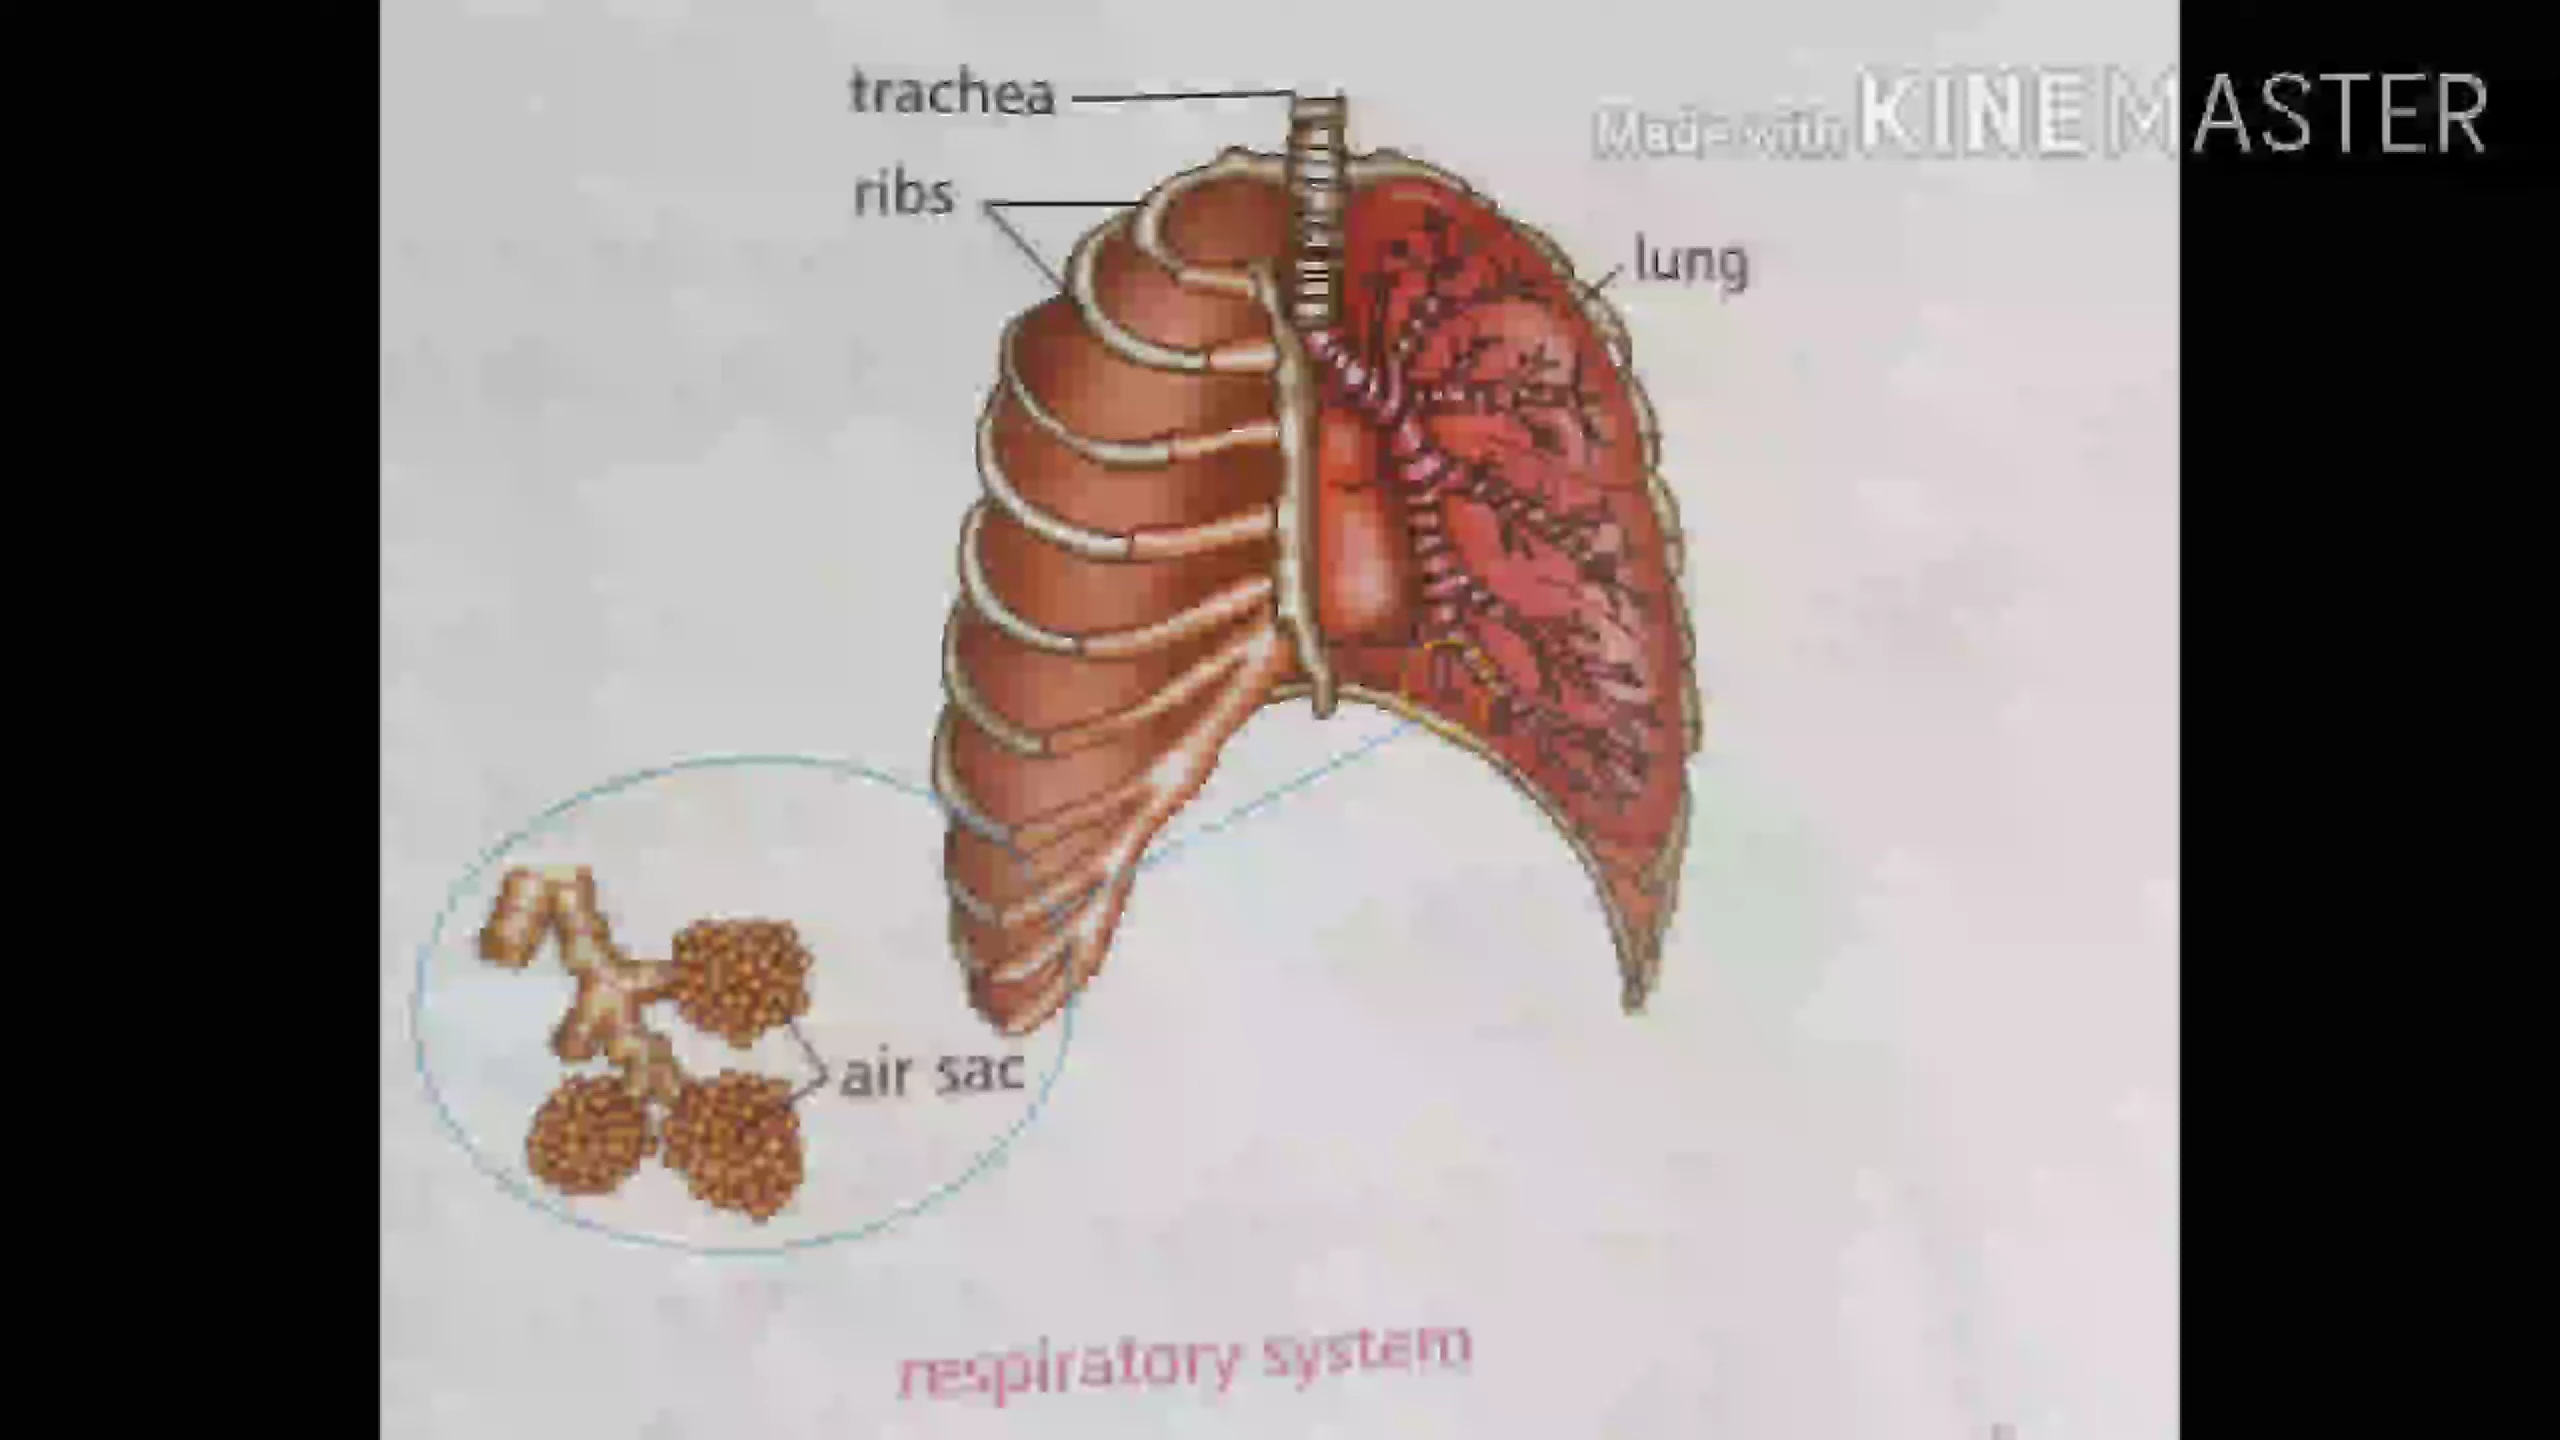 trachea
Made with KINEMASTER
ribs
lung
air sac
respiratory system